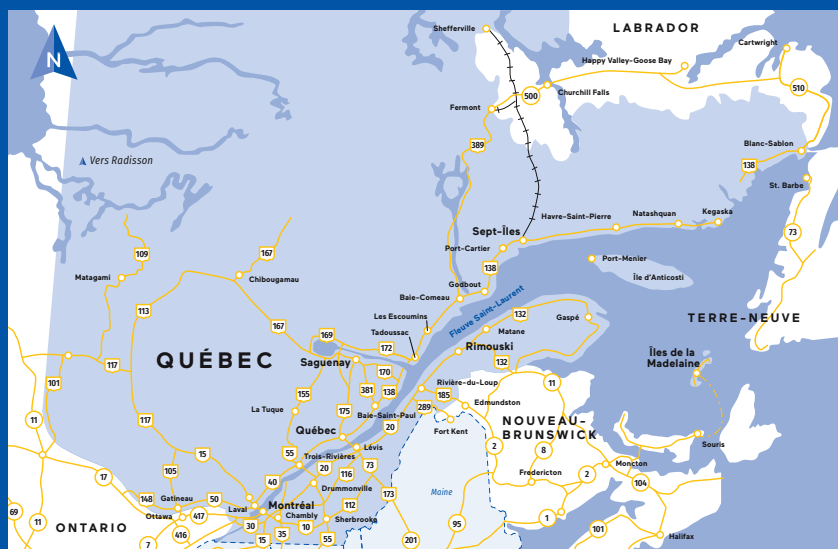 N
Shefferville
LABRADOR
Cartwright
Happy Valley-Goose Bay
Churchill Falls
500
510
Fermont
389
Blanc-Sablon
138
St. Barbe
Vers Radisson
Havre-Saint-Pierre
Natashquan
Kegaska
Sept-Îles
Port-Cartier
73
109
167
Matagami
Chibougamau
138
Port-Menier
Île d'Anticosti
Godbout
Baie-Comeau
113
Les Escoumins
Tadoussac
Fleuve Saint-Laurent
132
Gaspé
Matane
TERRE-NEUVE
167
169
172
Rimouski
132
QUÉBEC
Saguenay
170
Îles de la
Madelaine
117
101
155
381
138
Rivière-du-Loup
185
11
La Tuque
175
Baie-Saint-Paul
289
Edmundston
11
117
Québec
20
Fort Kent
NOUVEAU-
BRUNSWICK
Souris
Lévis
2
8
15
55
Trois-Rivières
20
73
Moncton
105
116
Fredericton
2
17
40
Drummonville
104
148
Gatineau
50
Laval
Montréal
112
173
Maine
69
11
Ottawa
417
Chambly
Sherbrooke
1
ONTARIO
416
30
35
10
95
101
7
15
55
201
Halifax